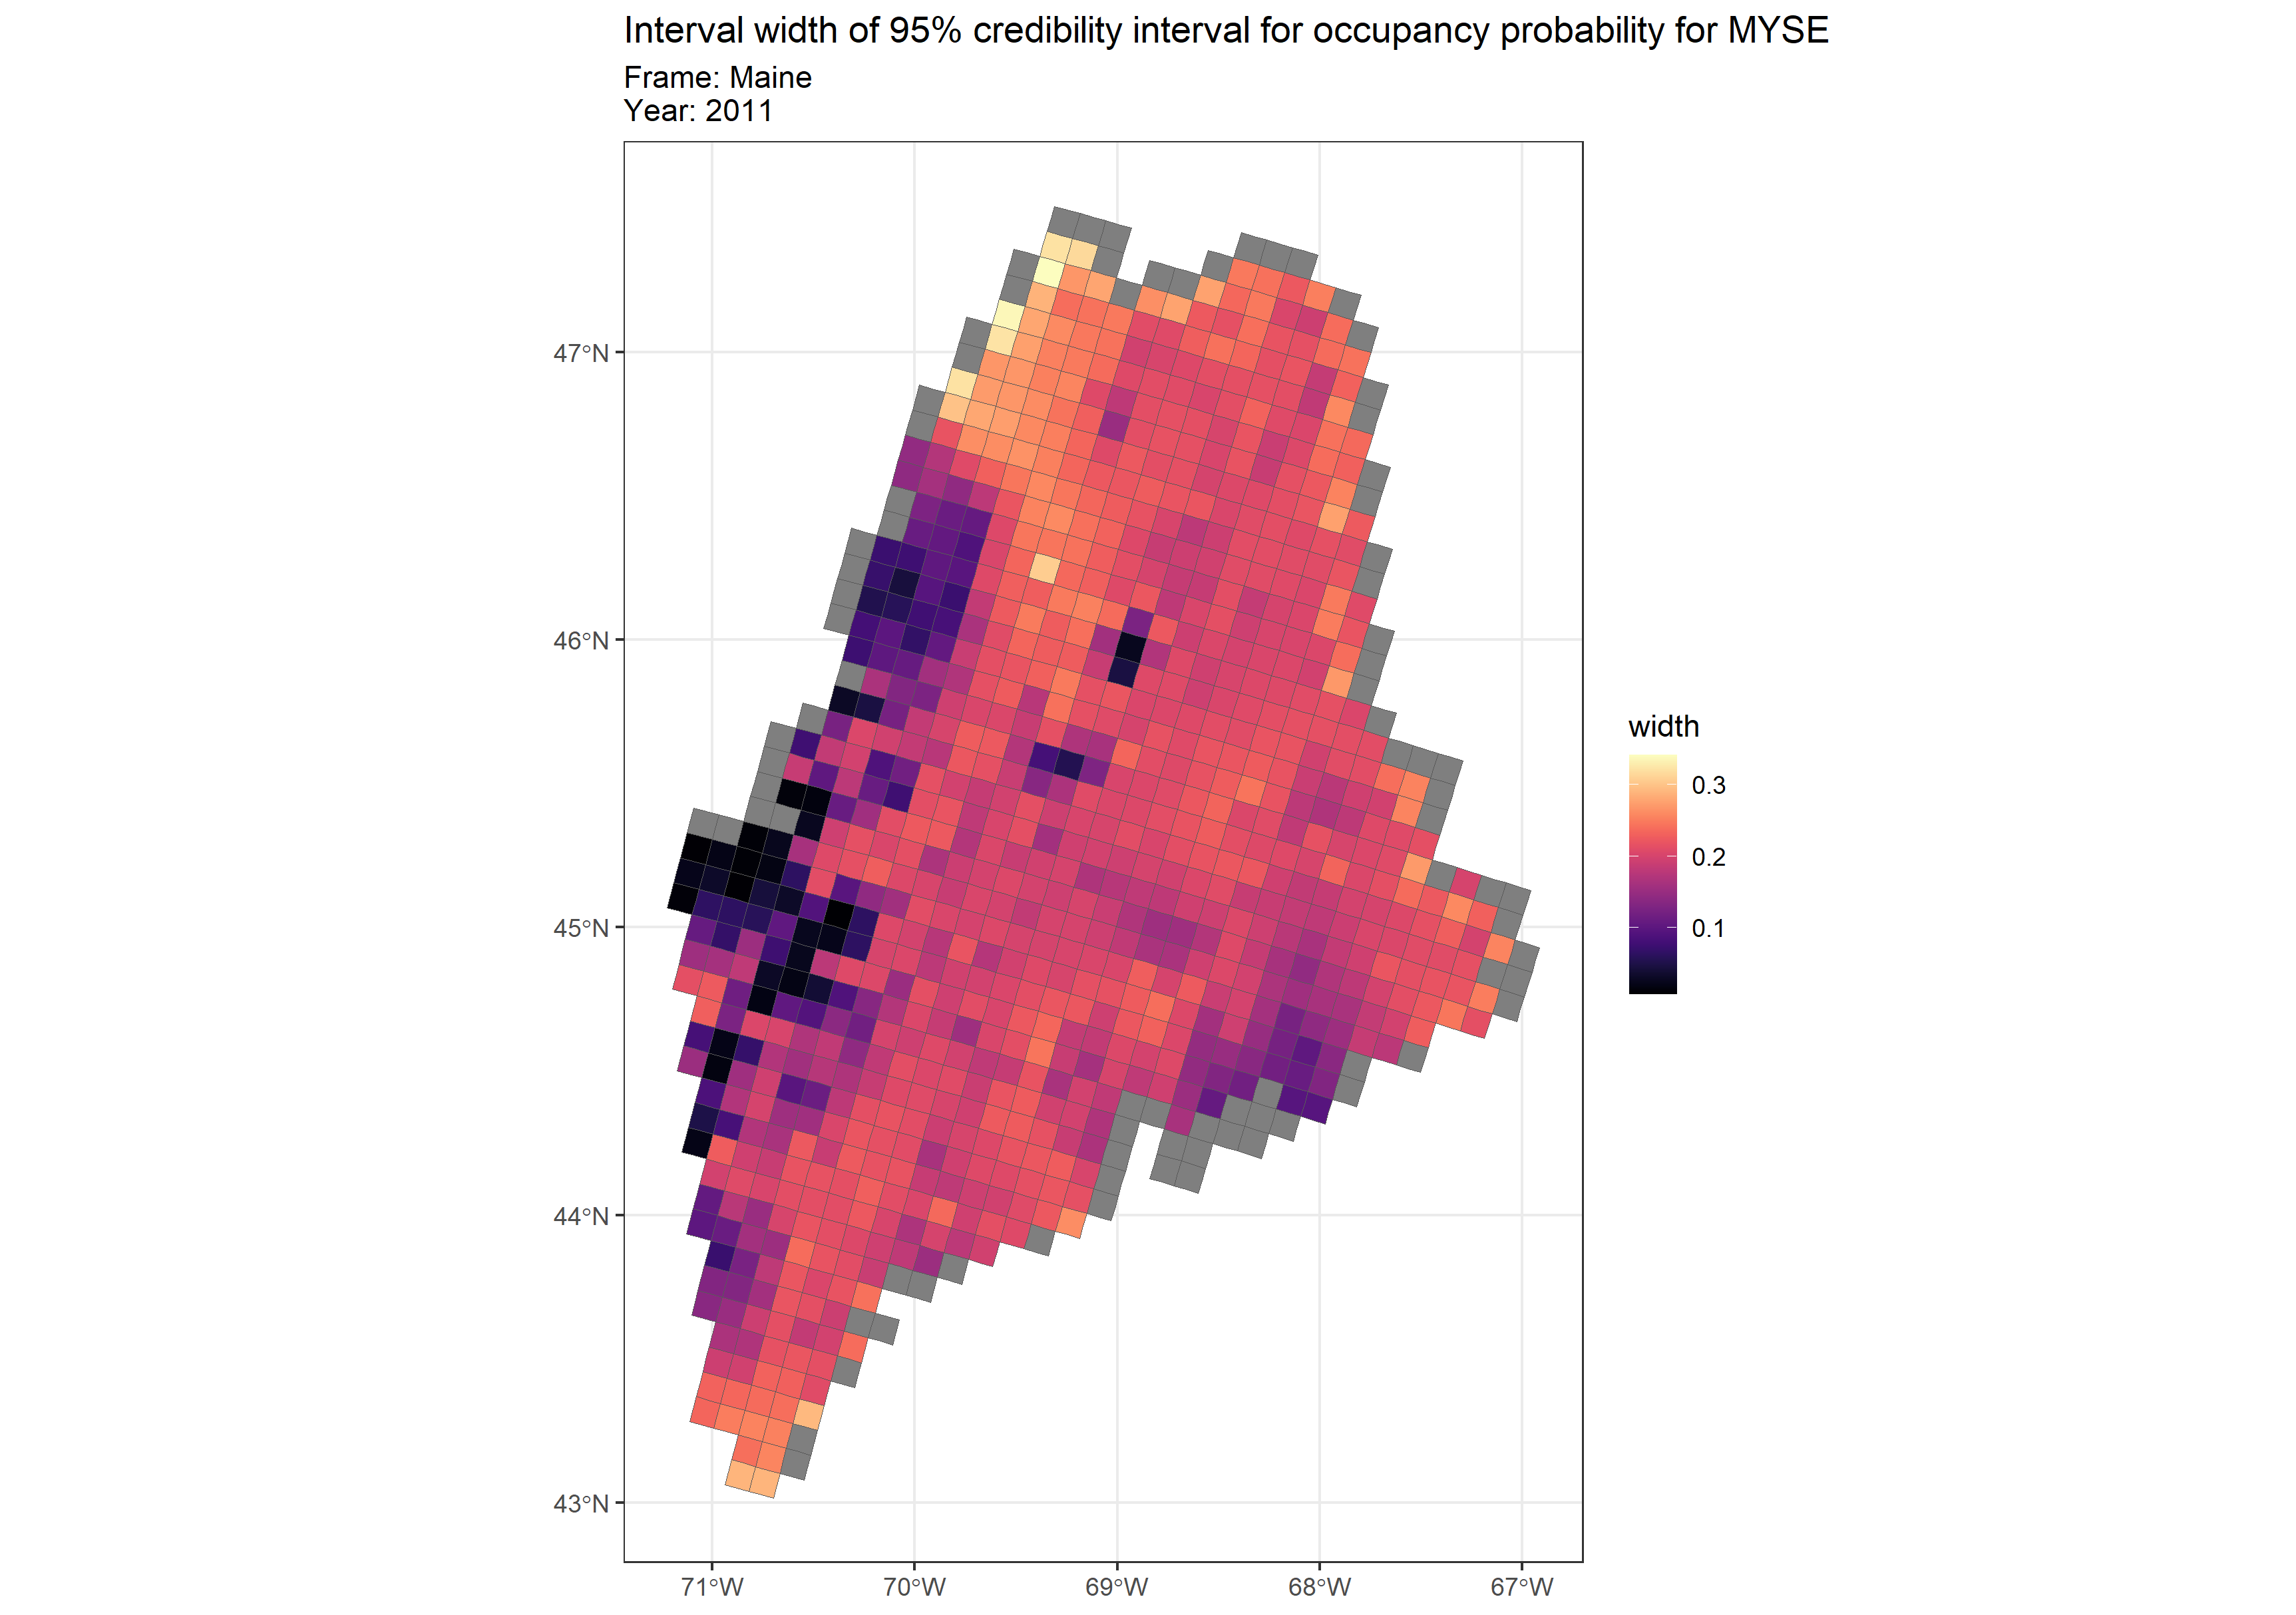 Interval width of 95% credibility interval for occupancy probability for MYSE
Frame: Maine
Year: 2011
47°N
46°N
45°N
44°N
43°N
71°W
70°W
69°W
68°W
67°W
width
0.3
0.2
0.1